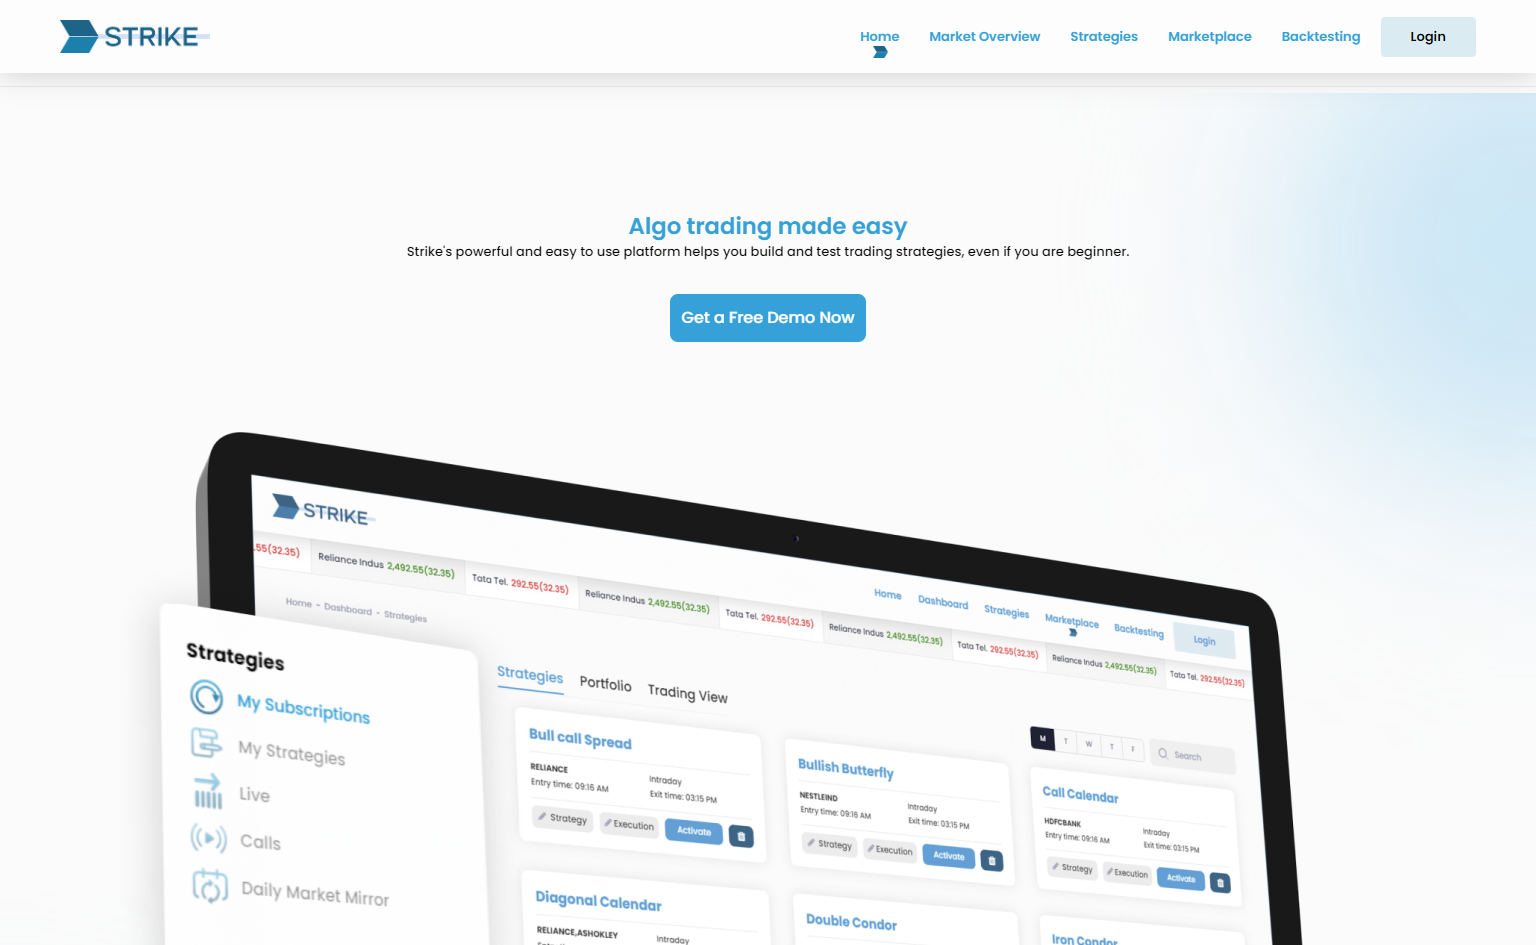 STRIKE
Home Market Overview Strategies Marketplace Backtesting Login
Algo trading made easy
Strike's powerful and easy to use platform helps you build and test trading strategies, even if you are beginner.
Get a Free Demo Now
STRIKE
Home Dashboard Strategies Marketplace Backtesting Login
.55(32.35) Reliance Indus 2,492.55(32.35) Tata Tel. 292.55(32.35) Reliance Indus 2,492.55(32.35) Tata Tel. 292.55(32.35) Reliance Indus 2,492.55(32.35) Tata Tel. 292.55(32.35) Reliance Indus 2,492.55(32.35) Tata Tel. 292.55(32.35)
Home - Dashboard - Strategies
Strategies
My Subscriptions
My Strategies
Live
Calls
Daily Market Mirror
Strategies Portfolio Trading View
M T W T F Search
Bull call Spread
RELIANCE Intraday
Entry time: 09:16 AM Exit time: 03:15 PM
Strategy Execution Activate
Bullish Butterfly
NESTLEIND Intraday
Entry time: 09:16 AM Exit time: 03:15 PM
Strategy Execution Activate
Call Calendar
HDFCBANK Intraday
Entry time: 09:16 AM Exit time: 03:15 PM
Strategy Execution Activate
Diagonal Calendar
RELIANCE,ASHOKLEY Intraday
Double Condor
Iron Condor